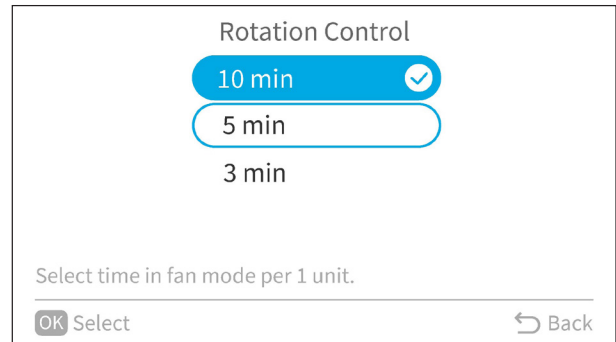 Rotation Control
10 min
5 min
3 min
Select time in fan mode per 1 unit.
OK Select
Back